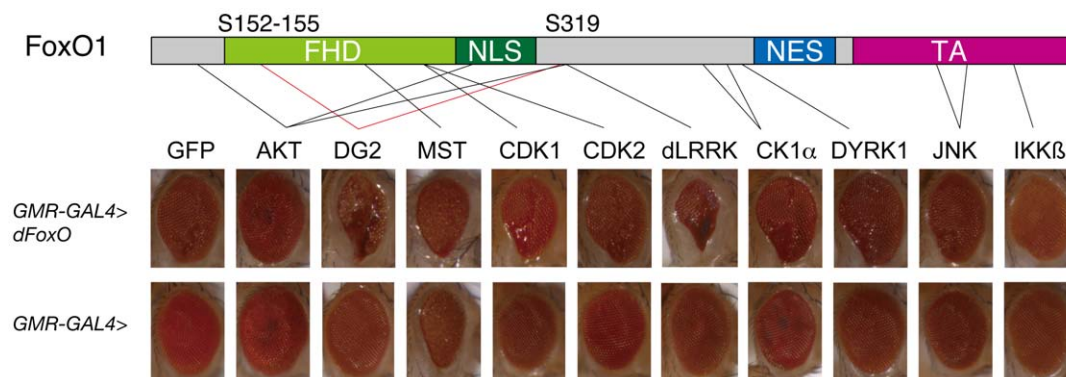 S152-155 S319
FoxO1 FHD NLS NES TA
GFP AKT DG2 MST CDK1 CDK2 dLRRK CK1α DYRK1 JNK IKKß
GMR-GAL4>
dFoxO
GMR-GAL4>